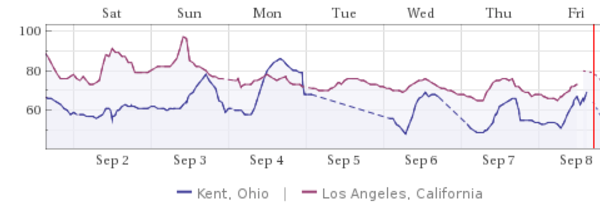 Sat Sun Mon Tue Wed Thu Fri
100
80
60
Sep 2 Sep 3 Sep 4 Sep 5 Sep 6 Sep 7 Sep 8
Kent, Ohio | Los Angeles, California